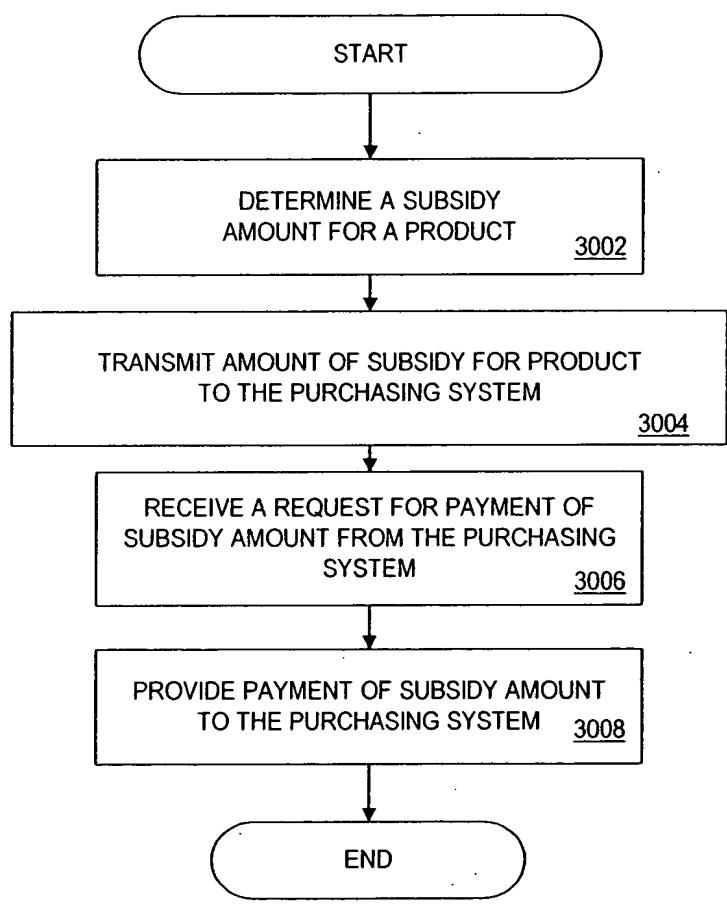 START
DETERMINE A SUBSIDY
AMOUNT FOR A PRODUCT
3002
TRANSMIT AMOUNT OF SUBSIDY FOR PRODUCT
TO THE PURCHASING SYSTEM
3004
RECEIVE A REQUEST FOR PAYMENT OF
SUBSIDY AMOUNT FROM THE PURCHASING
SYSTEM
3006
PROVIDE PAYMENT OF SUBSIDY AMOUNT
TO THE PURCHASING SYSTEM
3008
END